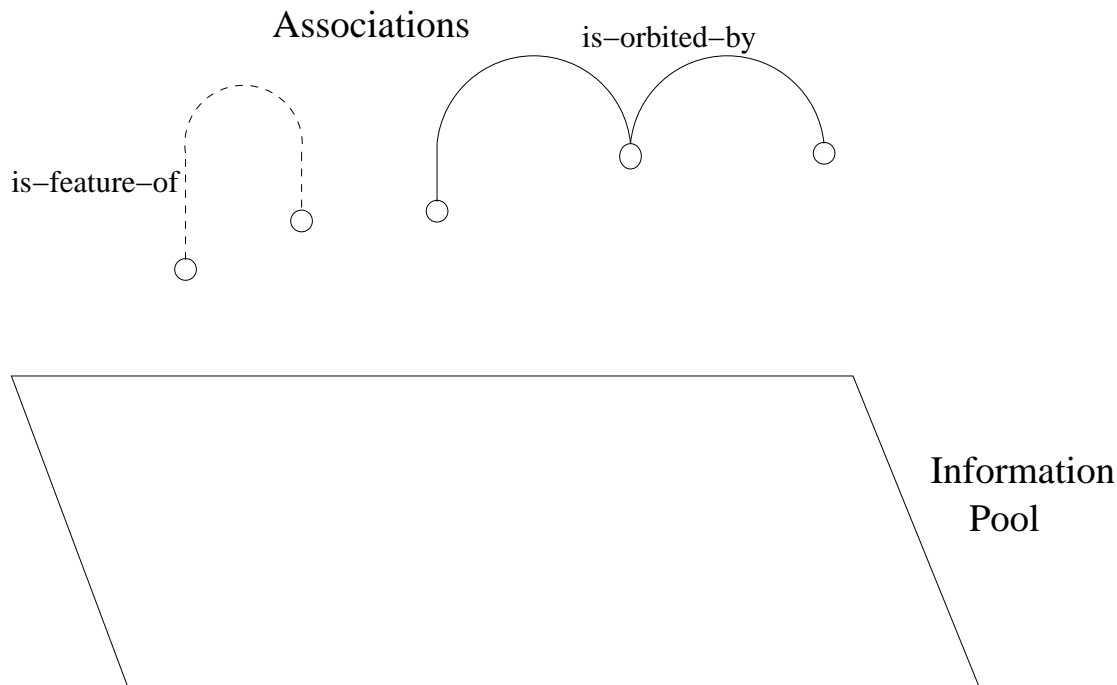 Associations
is−orbited−by
is−feature−of
Information
Pool